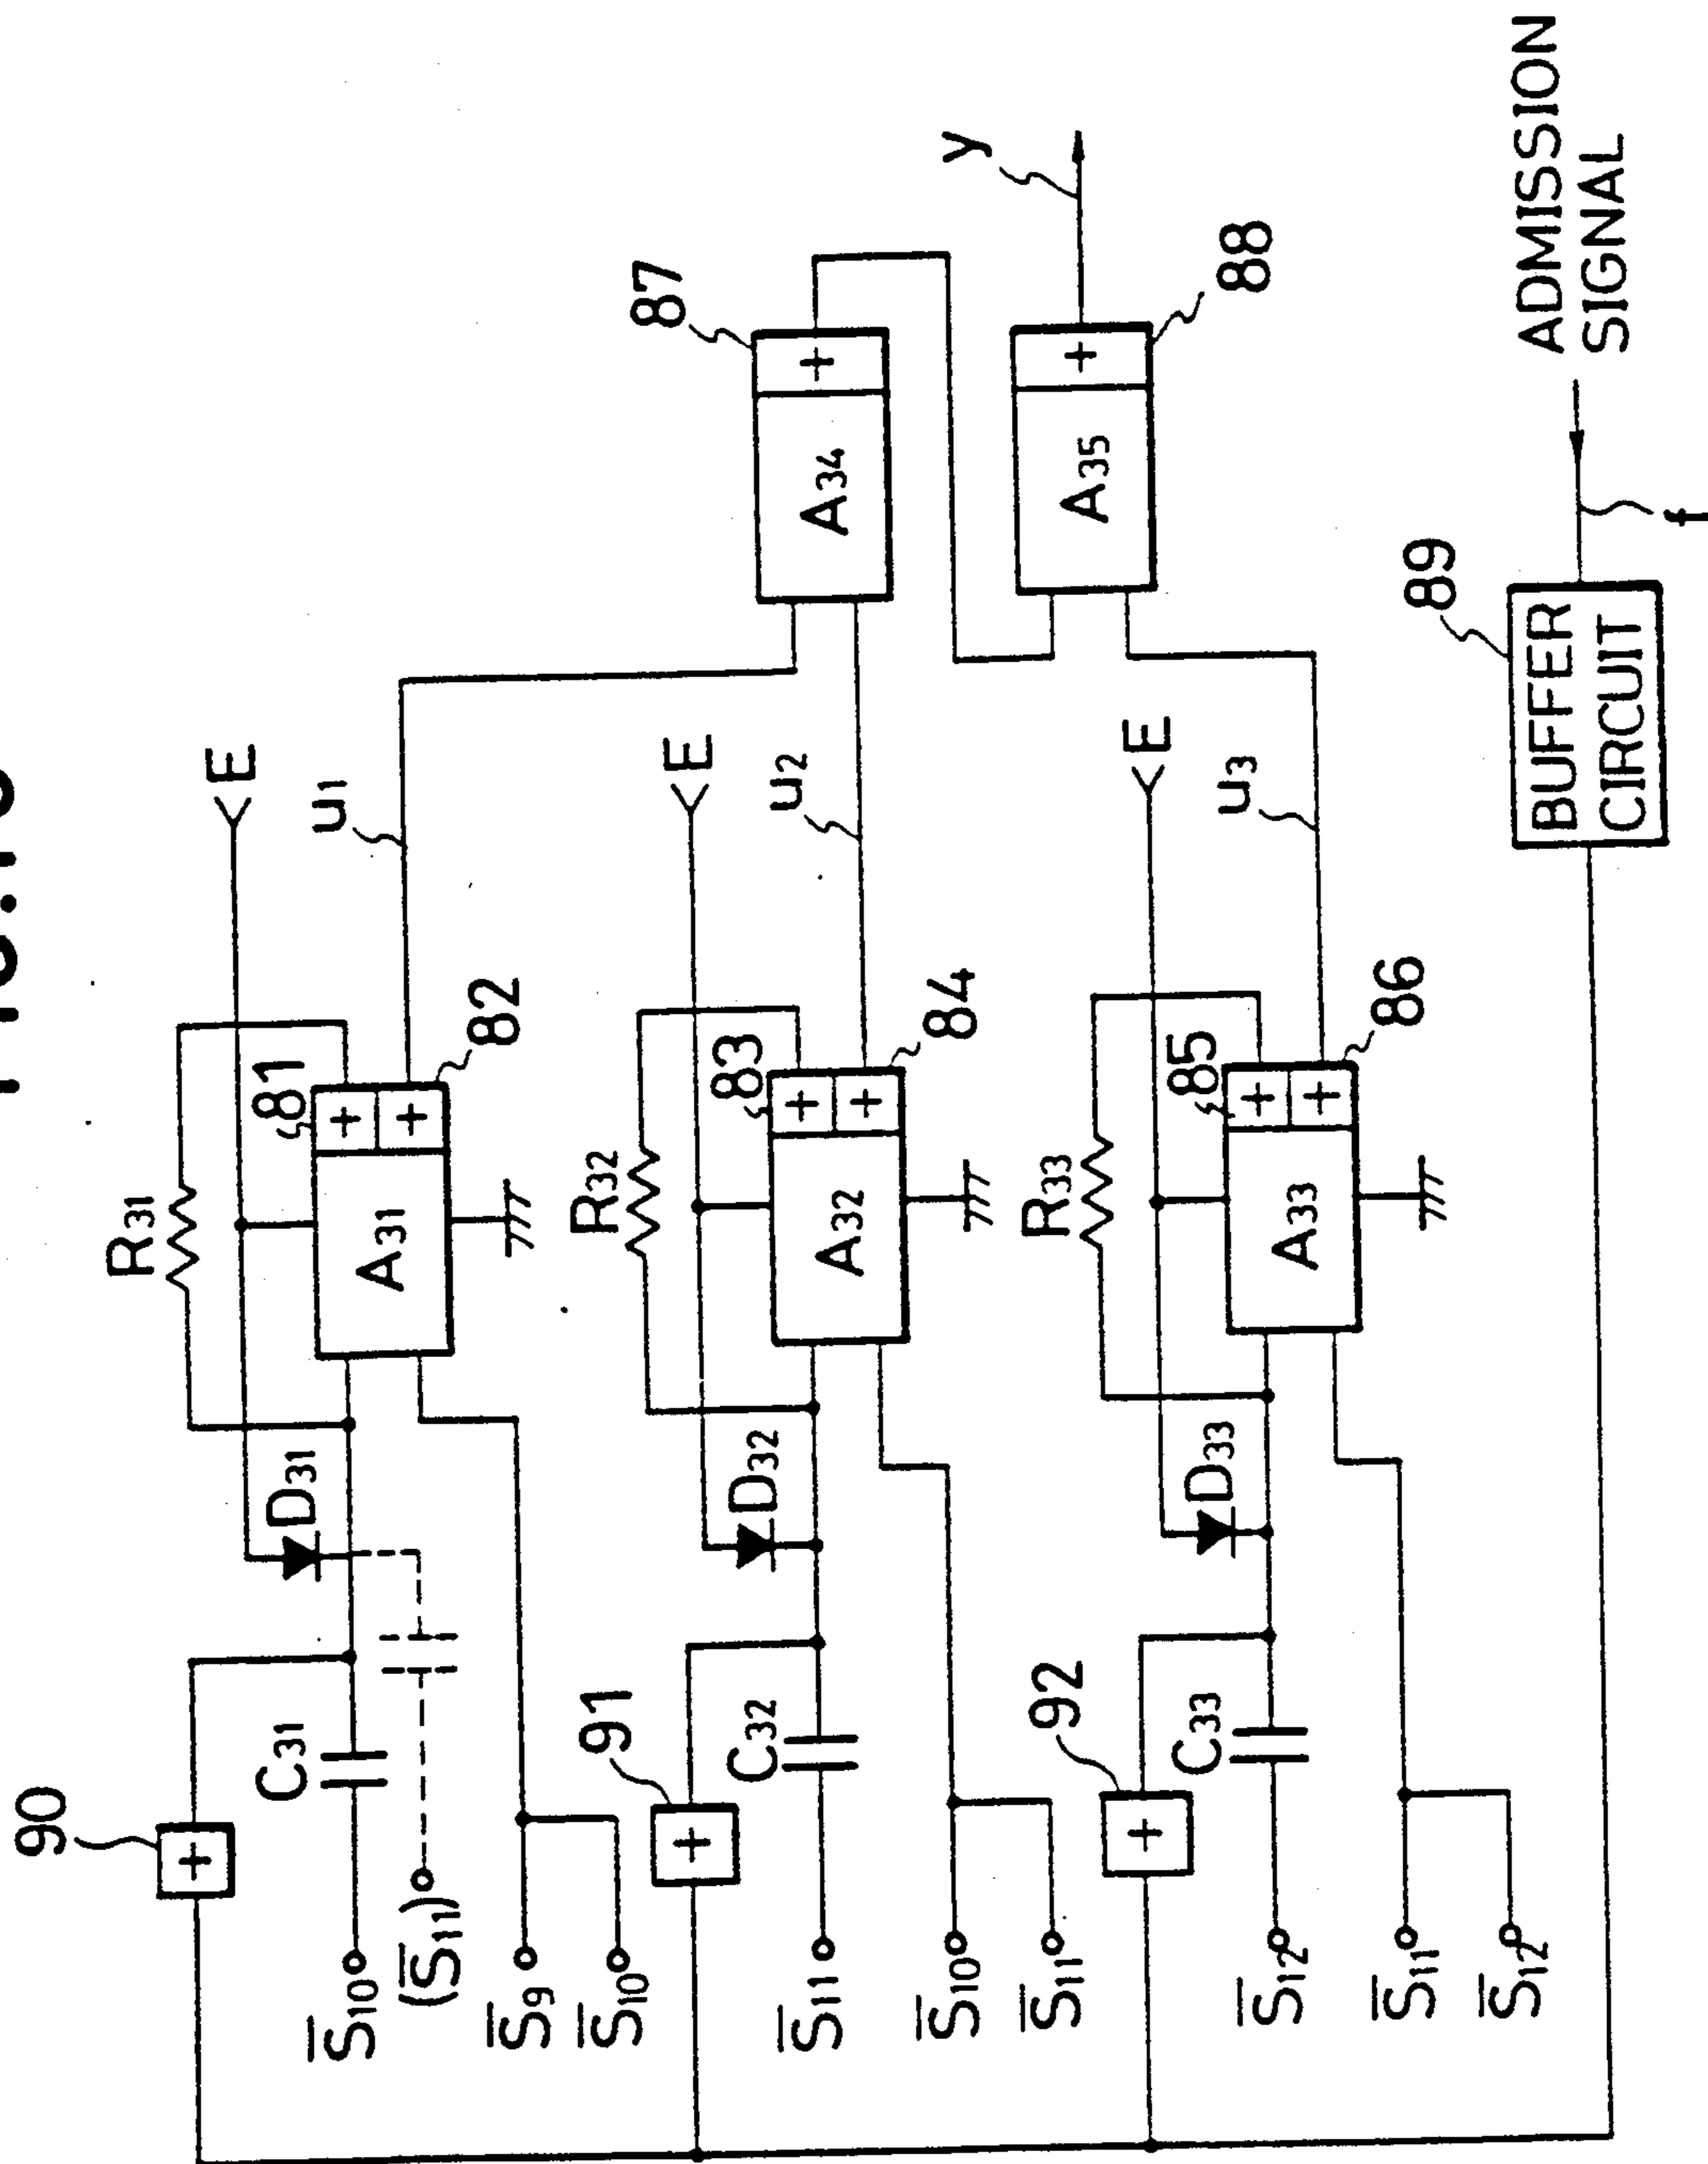 90
R31
E
81
D31
A31
82
u1
C31
S̅10
(S̅11)
S̅9
S̅10
91
R32
E
83
D32
A32
84
u2
C32
S̅11
S̅10
S̅11
87
A34
+
y
92
R33
E
85
D33
A33
86
u3
C33
S̅12
S̅11
S̅12
A35
+
88
+
+
+
+
+
+
+
+
+
89
BUFFER
CIRCUIT
f
ADMISSION
SIGNAL